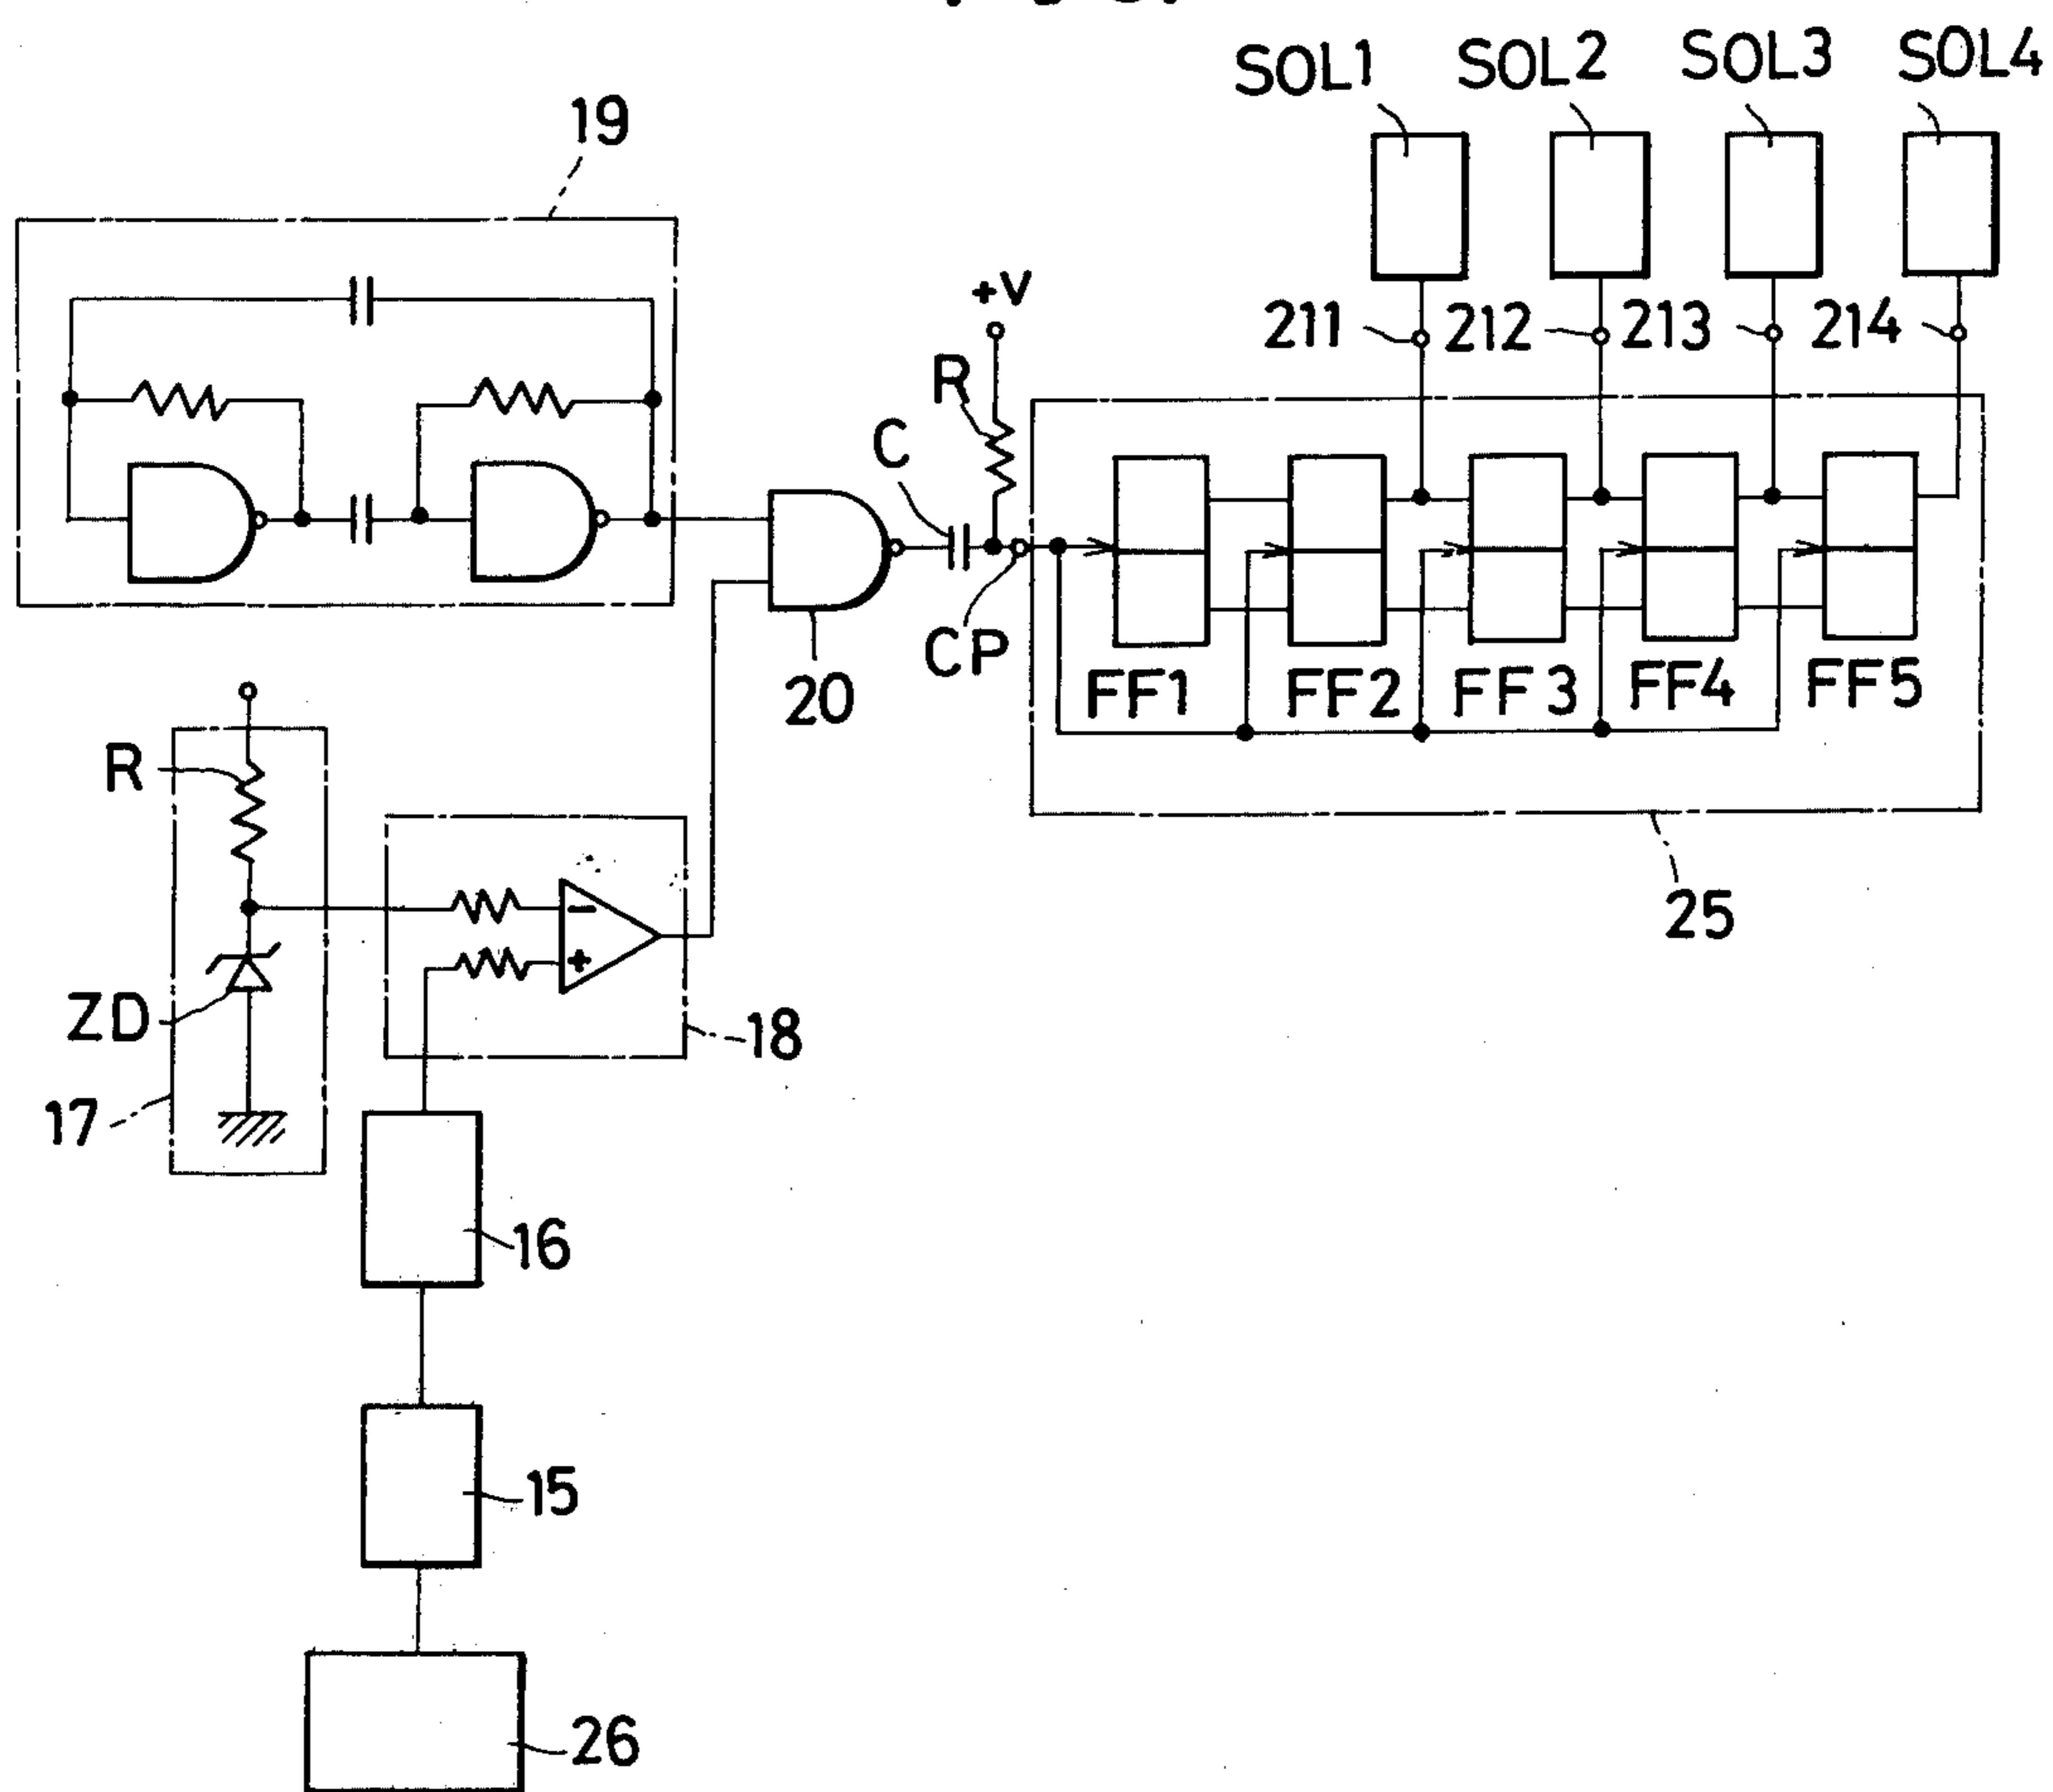 SOL1 SOL2 SOL3 SOL4
19
+V
211 212 213 214
R
C
CP
20
FF1 FF2 FF3 FF4 FF5
R
25
- +
ZD
18
17
16
15
26